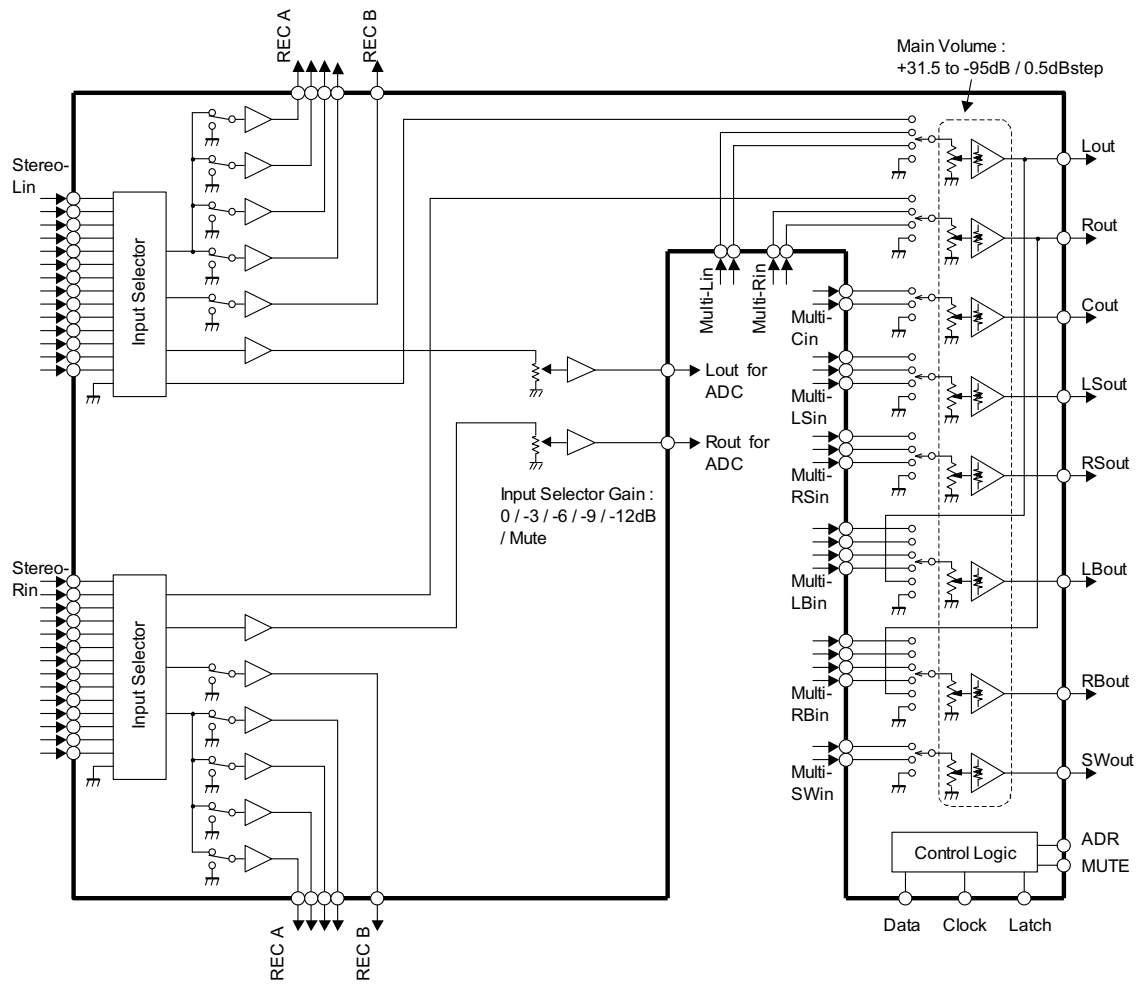 REC A
REC B
Main Volume :
+31.5 to -95dB / 0.5dBstep
Stereo-
Lin
Input Selector
Lout
Rout
Multi-Lin
Multi-Rin
Multi-
Cin
Cout
Lout for
ADC
Multi-
LSin
LSout
Rout for
ADC
Multi-
RSin
RSout
Input Selector Gain :
0 / -3 / -6 / -9 / -12dB
/ Mute
Stereo-
Rin
Input Selector
Multi-
LBin
LBout
Multi-
RBin
RBout
Multi-
SWin
SWout
Control Logic
ADR
MUTE
Data
Clock
Latch
REC A
REC B